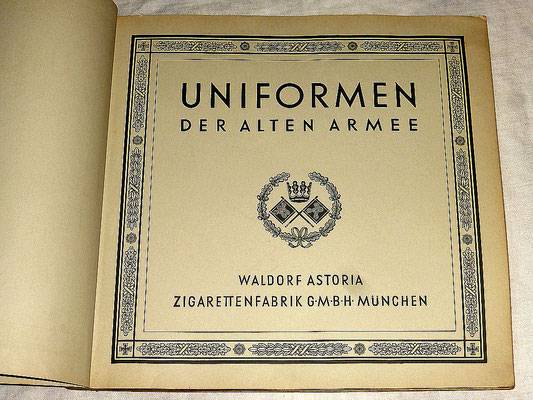 UNIFORMEN
DER ALTEN ARMEE
WALDORF ASTORIA
ZIGARETTENFABRIK G·M·B·H· MÜNCHEN